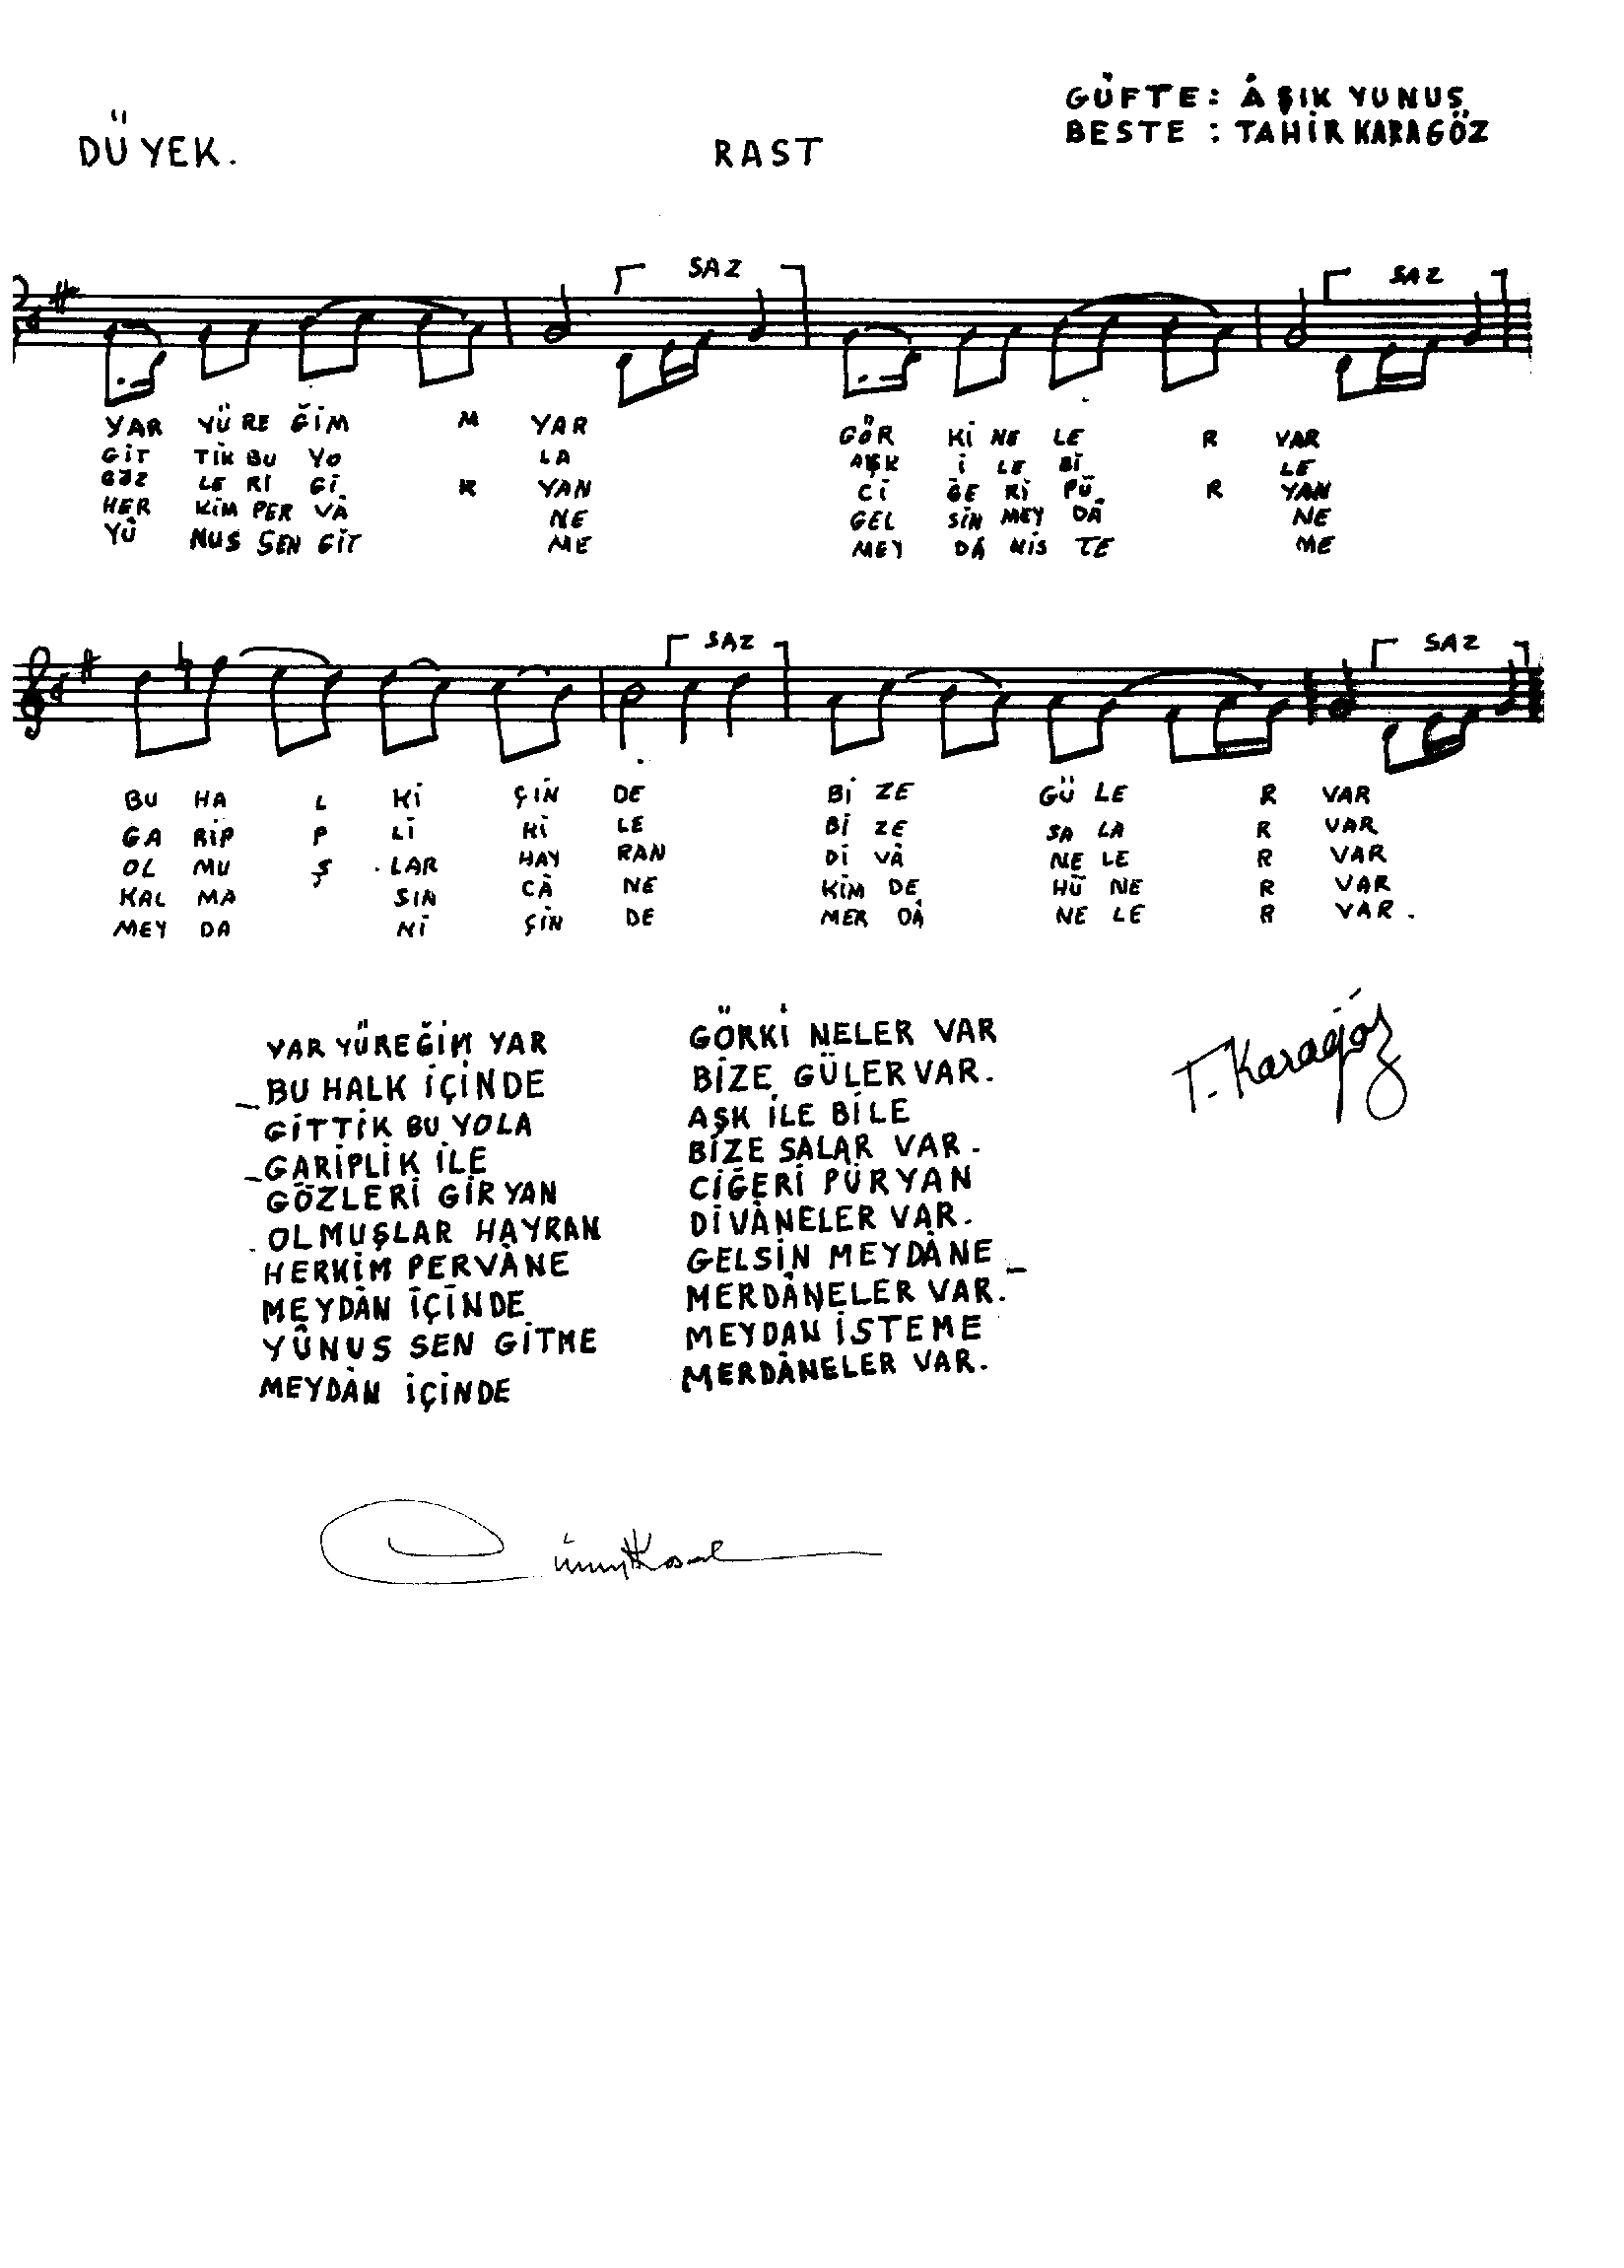 GÜFTE: ÂŞIK YUNUS
DÜYEK. RAST BESTE : TAHİR KARAGÖZ
SAZ SAZ
YAR YÜ RE ĞİM M YAR GÖR Kİ NE LE R VAR
GİT TİK BU YO LA AŞK İ LE Bİ LE
GÖZ LE Rİ Gİ R YAN Cİ ĞE Rİ PÜ R YAN
HER KİM PER VÂ NE GEL SİN MEY DÂ NE
YÛ NUS SEN GİT ME MEY DÂ NİS TE ME
SAZ SAZ
BU HA L Kİ ÇİN DE Bİ ZE GÜ LE R VAR
GA RİP P Lİ Kİ LE Bİ ZE SA LA R VAR
OL MU Ş LAR HAY RAN Dİ VÂ NE LE R VAR
KAL MA SIN CÂ NE KİM DE HÜ NE R VAR
MEY DA Nİ ÇİN DE MER DÂ NE LE R VAR.
YAR YÜREĞİM YAR GÖRKİ NELER VAR
BU HALK İÇİNDE BİZE GÜLERVAR.
GİTTİK BU YOLA AŞK İLE BİLE
GARİPLİK İLE BİZE SALAR VAR.
GÖZLERİ GİRYAN CİĞERİ PÜRYAN
OLMUŞLAR HAYRAN DİVÂNELER VAR.
HERKİM PERVÂNE GELSİN MEYDÂNE
MEYDÂN İÇİNDE MERDÂNELER VAR.
YÛNUS SEN GİTME MEYDAN İSTEME
MEYDÂN İÇİNDE MERDÂNELER VAR.
T. Karagöz